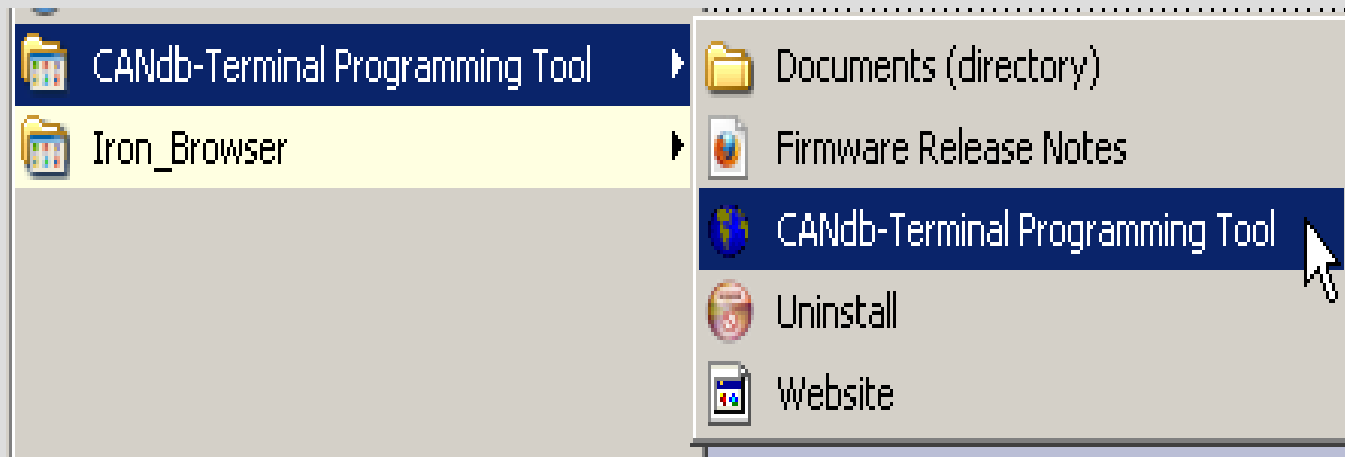 CANdb-Terminal Programming Tool
Iron_Browser
Documents (directory)
Firmware Release Notes
CANdb-Terminal Programming Tool
Uninstall
Website